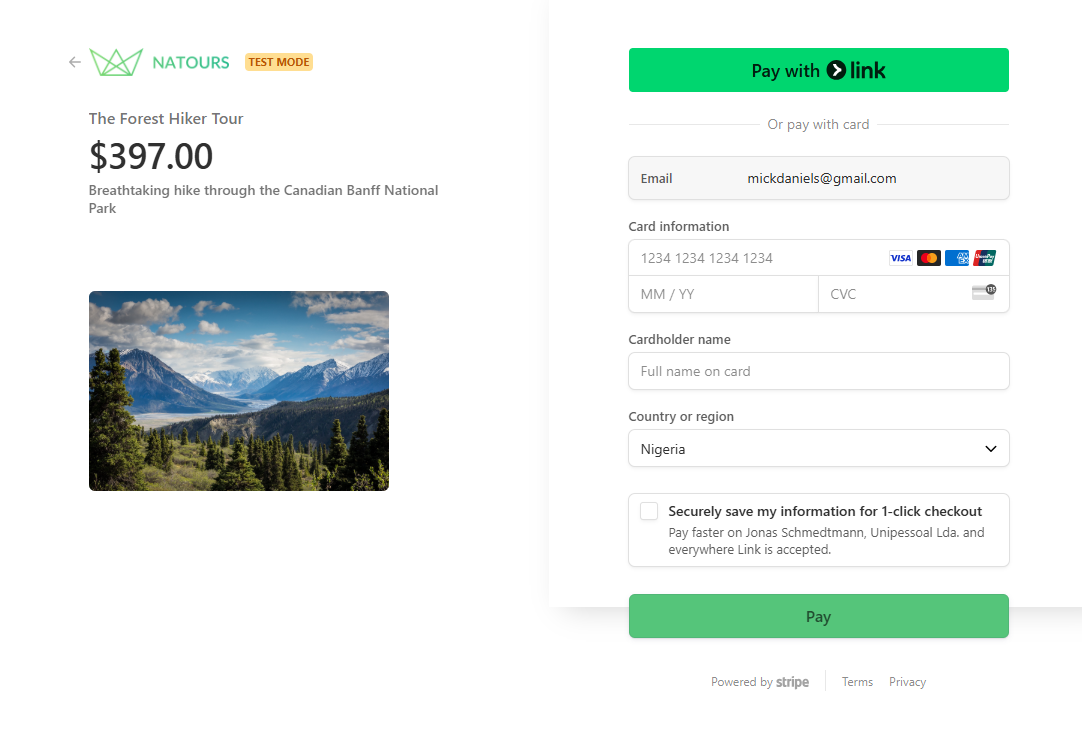 NATOURS TEST MODE
The Forest Hiker Tour
$397.00
Breathtaking hike through the Canadian Banff National
Park
Pay with link
Or pay with card
Email mickdaniels@gmail.com
Card information
1234 1234 1234 1234 VISA AMEX UnionPay
MM / YY CVC 135
Cardholder name
Full name on card
Country or region
Nigeria
Securely save my information for 1-click checkout
Pay faster on Jonas Schmedtmann, Unipessoal Lda. and
everywhere Link is accepted.
Pay
Powered by stripe Terms Privacy